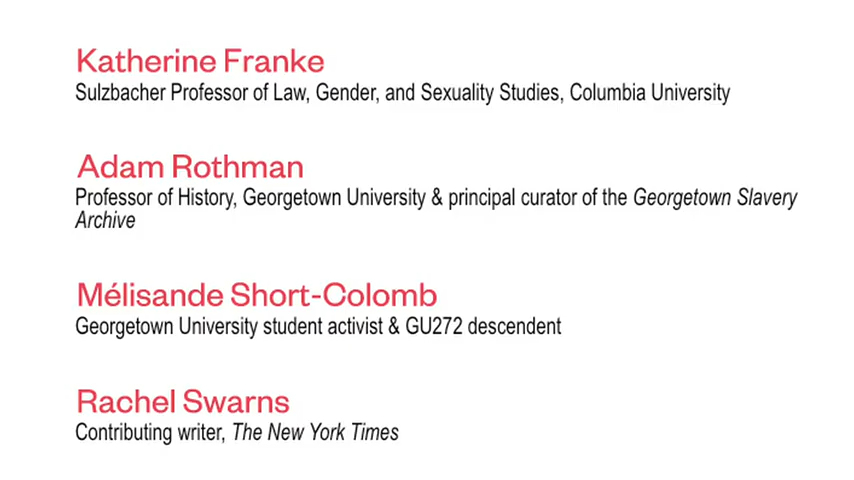 Katherine Franke
Sulzbacher Professor of Law, Gender, and Sexuality Studies, Columbia University
Adam Rothman
Professor of History, Georgetown University & principal curator of the Georgetown Slavery
Archive
Mélisande Short-Colomb
Georgetown University student activist & GU272 descendent
Rachel Swarns
Contributing writer, The New York Times